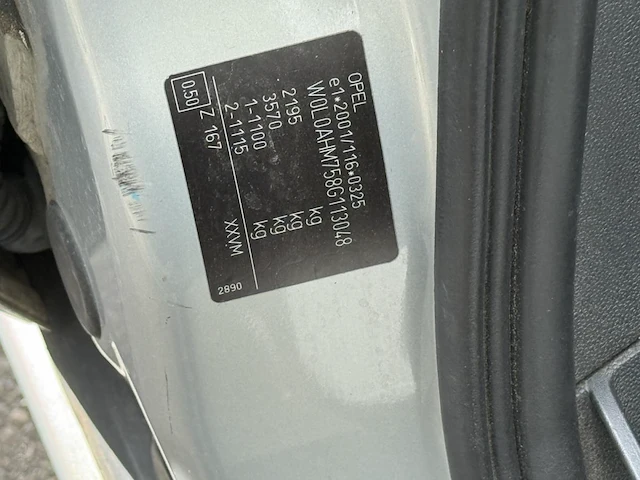 OPEL
e1*2001/116*0325
W0L0AHM758G113048
2195 kg
3570 kg
1-1100 kg
2-1115 kg
0.50 Z 167 XXVM
2890